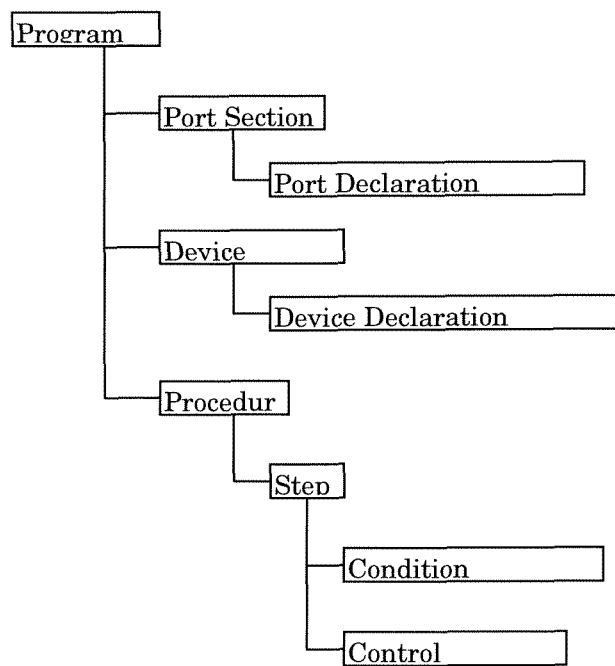 Program
Port Section
Port Declaration
Device
Device Declaration
Procedur
Step
Condition
Control